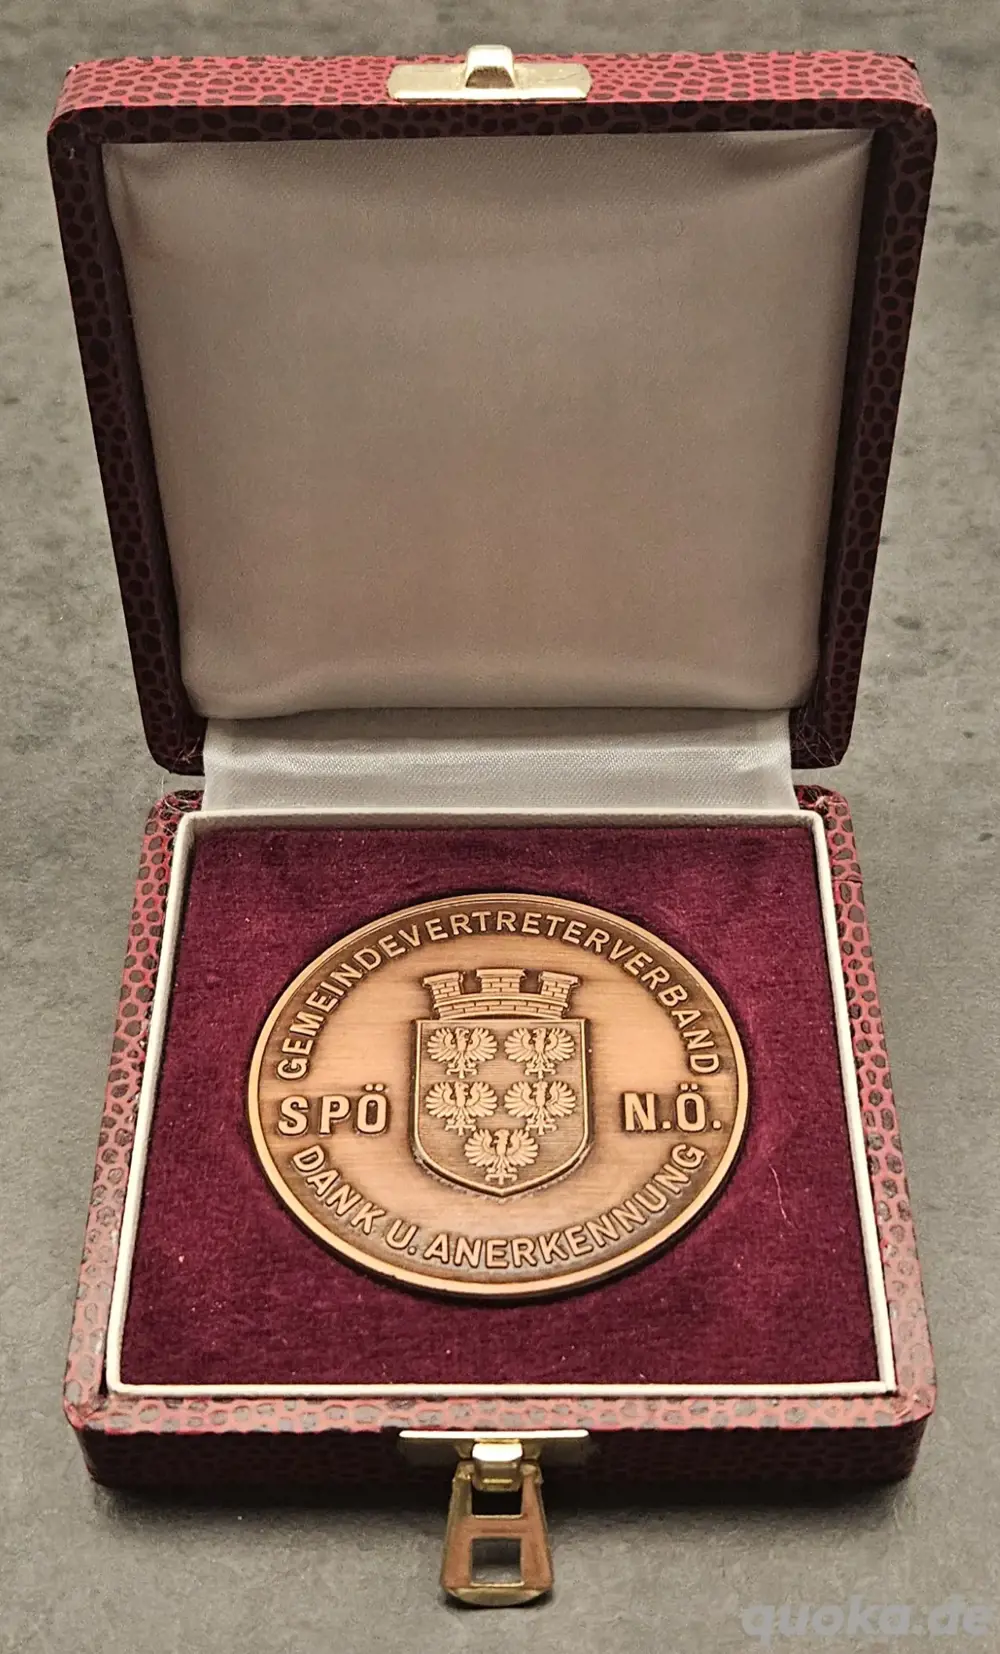 GEMEINDEVERTRETERVERBAND
SPÖ N.Ö.
DANK U. ANERKENNUNG
quoka.de